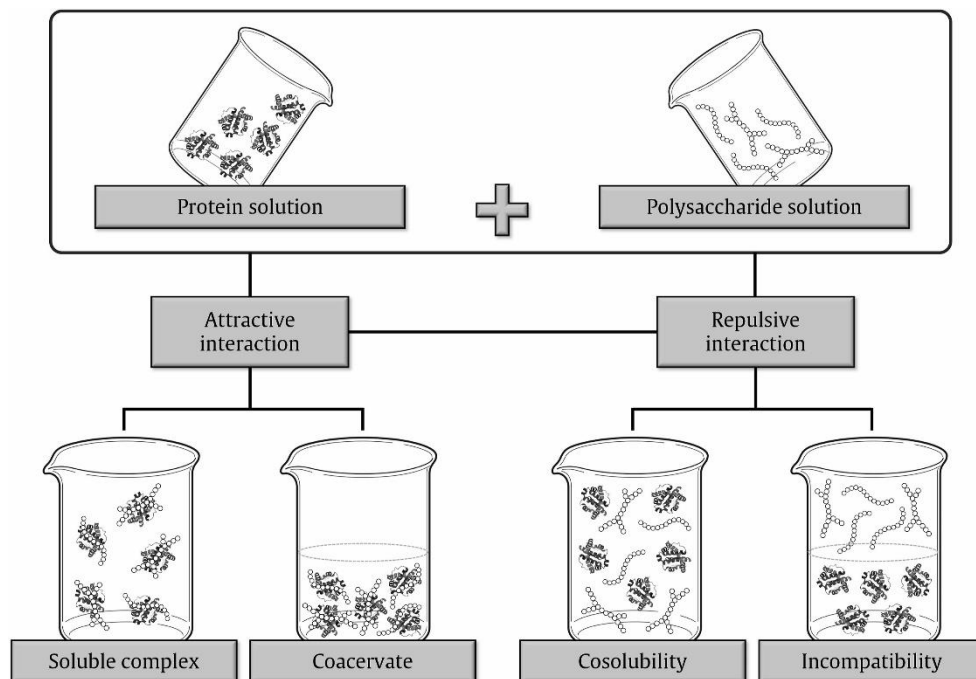 Protein solution
Polysaccharide solution
Attractive
interaction
Repulsive
interaction
Soluble complex
Coacervate
Cosolubility
Incompatibility